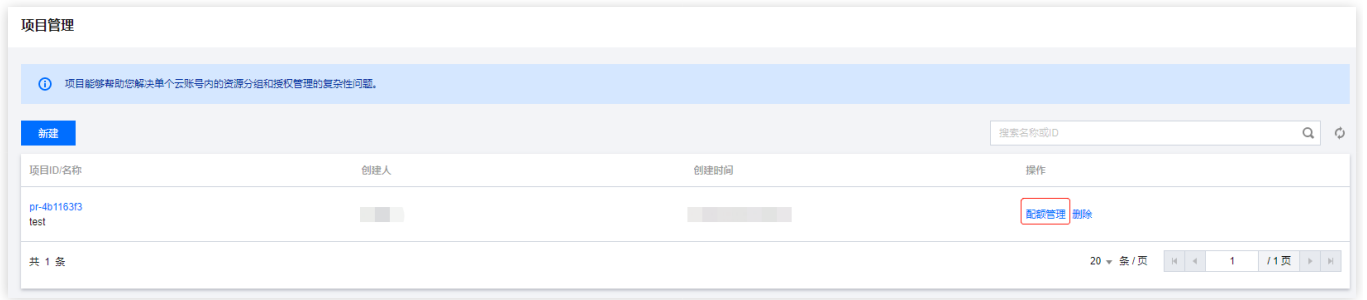 项目管理
项目能够帮助您解决单个云账号内的资源分组和授权管理的复杂性问题。
新建 搜索名称或ID
项目ID/名称 创建人 创建时间 操作
pr-4b1163f3
test
配额管理 删除
共 1 条 20 条 / 页 1 / 1 页